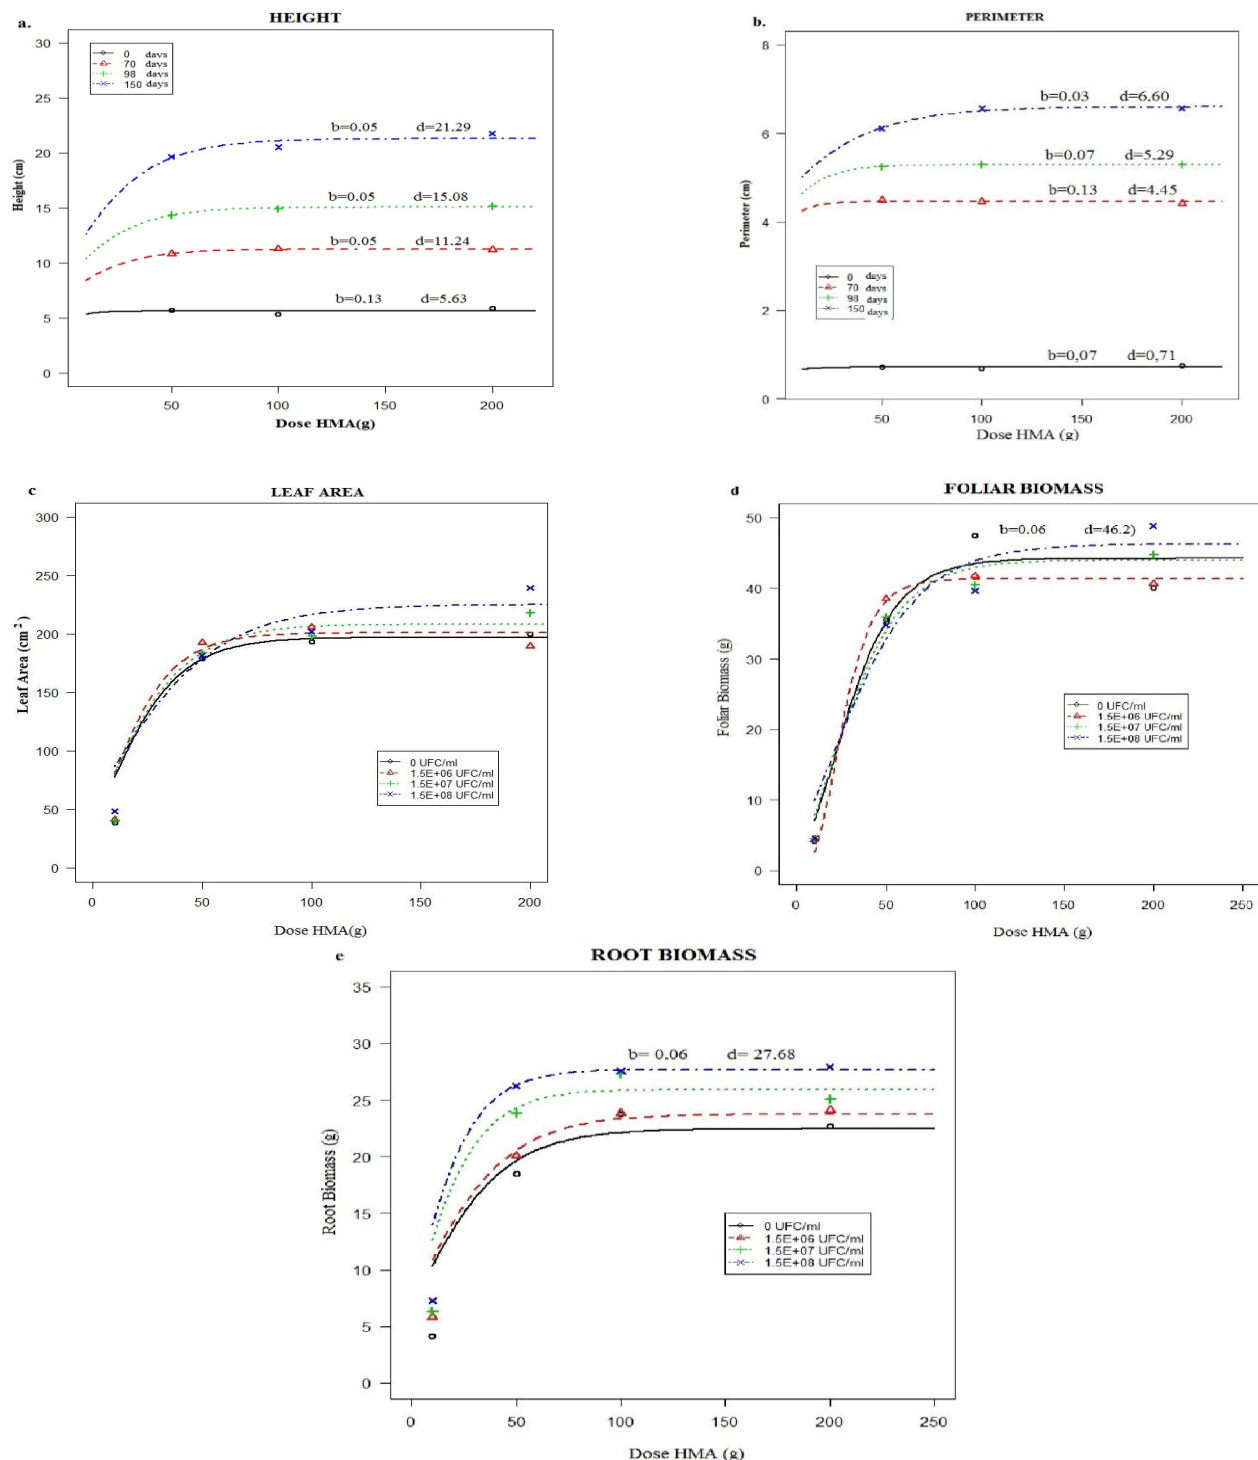 a.
HEIGHT
30
25
20
15
10
5
0
Height (cm)
0 days
70 days
98 days
150 days
b=0.05 d=21.29
b=0.05 d=15.08
b=0.05 d=11.24
b=0.13 d=5.63
50 100 150 200
Dose HMA(g)
b.
PERIMETER
8
6
4
2
0
Perimeter (cm)
b=0.03 d=6.60
b=0.07 d=5.29
b=0.13 d=4.45
0 days
70 days
98 days
150 days
b=0,07 d=0,71
50 100 150 200
Dose HMA (g)
c
LEAF AREA
300
250
200
150
100
50
0
Leaf Area (cm 2 )
0 UFC/ml
1.5E+06 UFC/ml
1.5E+07 UFC/ml
1.5E+08 UFC/ml
0 50 100 150 200
Dose HMA(g)
d
FOLIAR BIOMASS
50
40
30
20
10
0
Foliar Biomass (g)
b=0.06 d=46.2)
0 UFC/ml
1.5E+06 UFC/ml
1.5E+07 UFC/ml
1.5E+08 UFC/ml
0 50 100 150 200 250
Dose HMA (g)
e
ROOT BIOMASS
35
30
25
20
15
10
5
0
Root Biomass (g)
b= 0.06 d= 27.68
0 UFC/ml
1.5E+06 UFC/ml
1.5E+07 UFC/ml
1.5E+08 UFC/ml
0 50 100 150 200 250
Dose HMA (g)